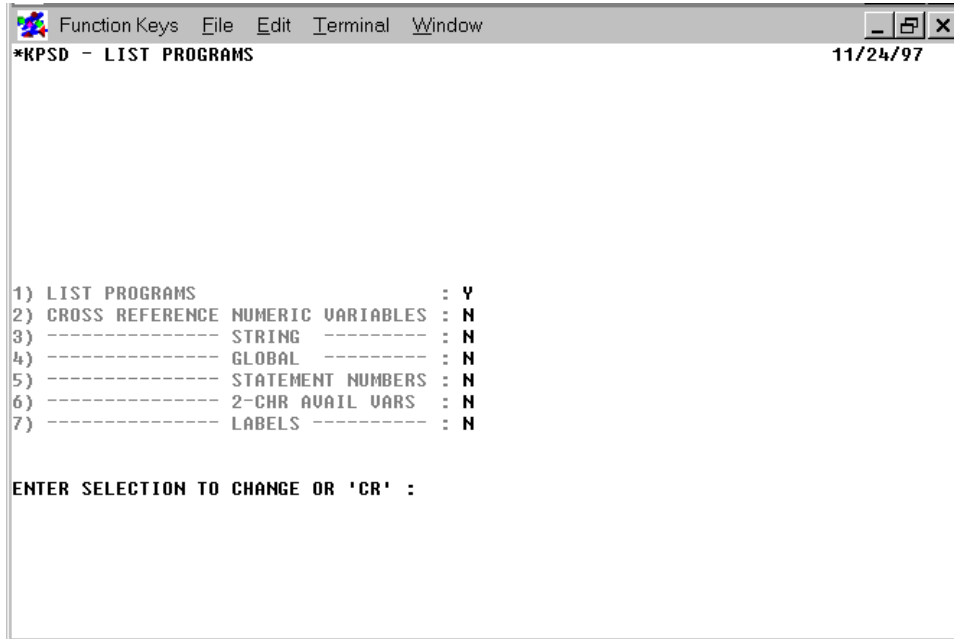 Function Keys File Edit Terminal Window
*KPSD - LIST PROGRAMS 11/24/97
1) LIST PROGRAMS : Y
2) CROSS REFERENCE NUMERIC VARIABLES : N
3) --------------- STRING --------- : N
4) --------------- GLOBAL --------- : N
5) --------------- STATEMENT NUMBERS : N
6) --------------- 2-CHR AVAIL VARS : N
7) --------------- LABELS ---------- : N
ENTER SELECTION TO CHANGE OR 'CR' :